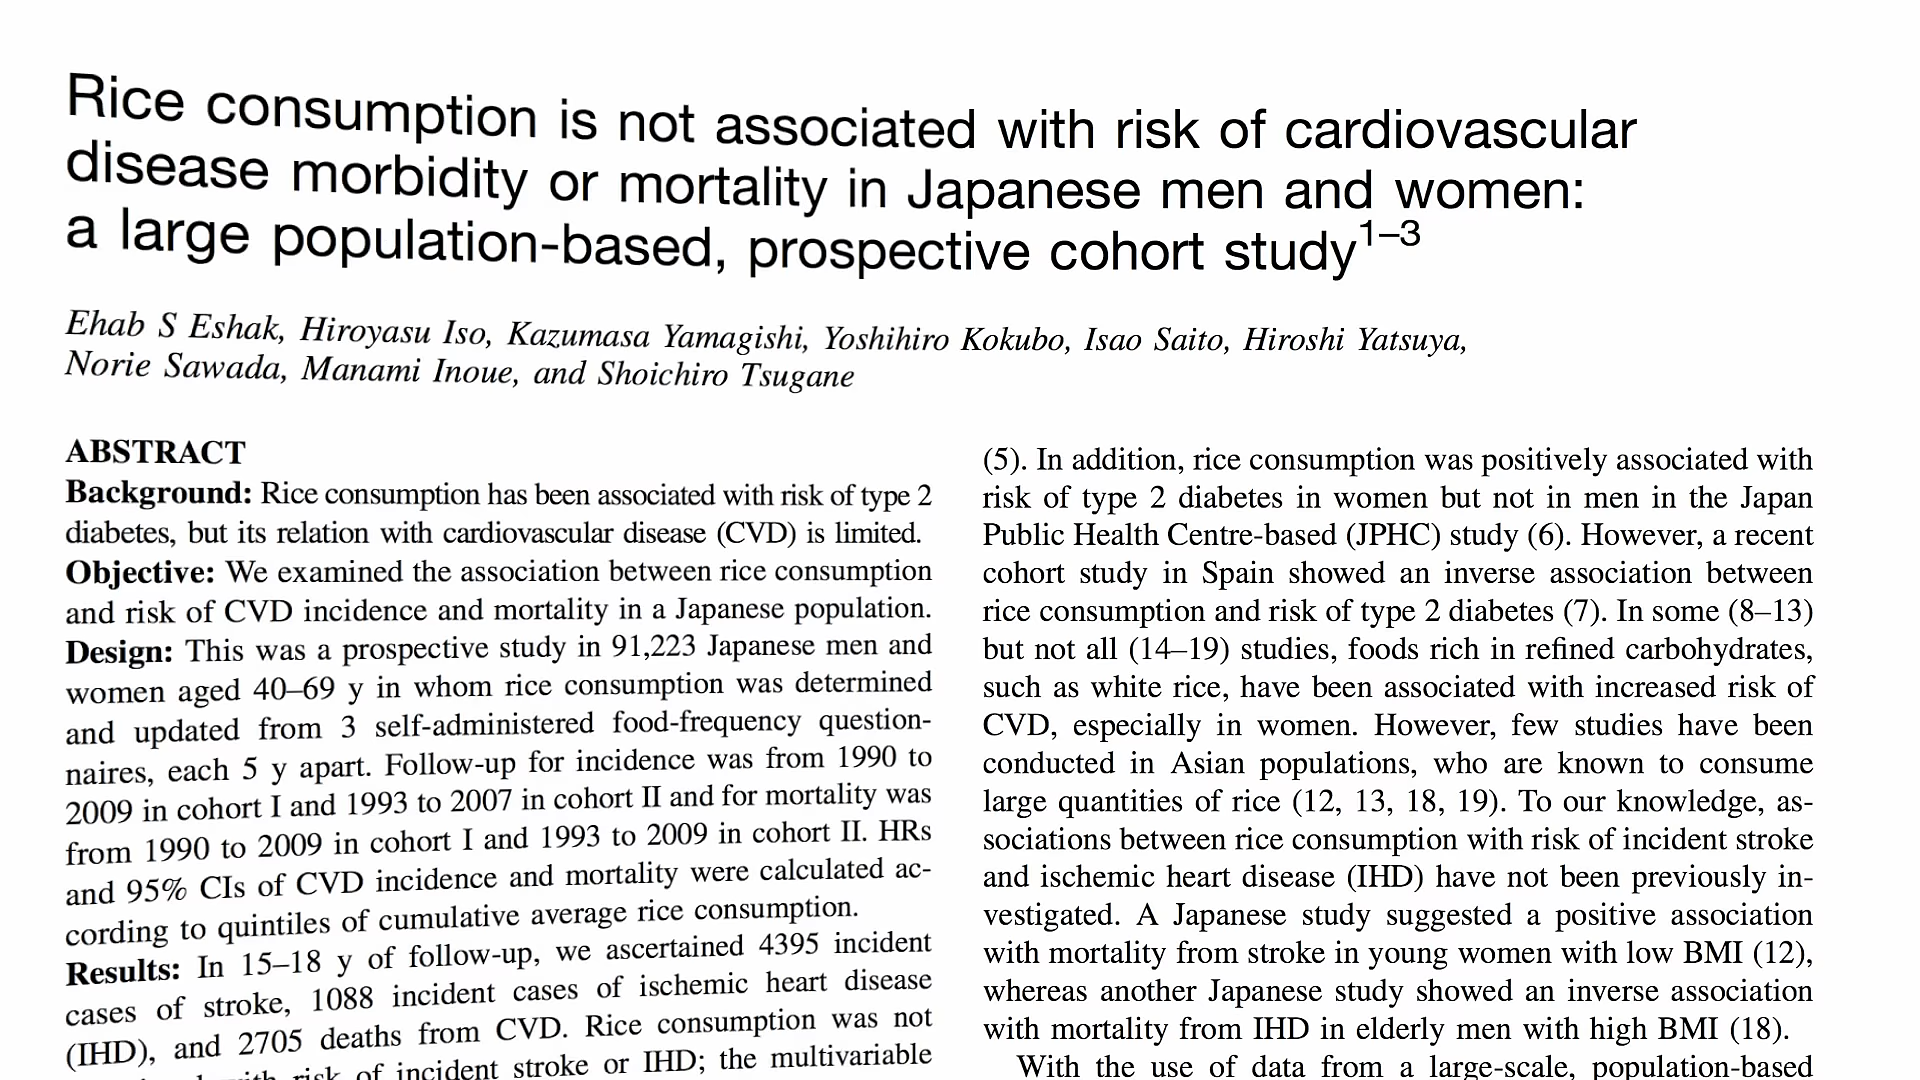 Rice consumption is not associated with risk of cardiovascular
disease morbidity or mortality in Japanese men and women:
a large population-based, prospective cohort study1–3
Ehab S Eshak, Hiroyasu Iso, Kazumasa Yamagishi, Yoshihiro Kokubo, Isao Saito, Hiroshi Yatsuya,
Norie Sawada, Manami Inoue, and Shoichiro Tsugane
ABSTRACT
Background: Rice consumption has been associated with risk of type 2
diabetes, but its relation with cardiovascular disease (CVD) is limited.
Objective: We examined the association between rice consumption
and risk of CVD incidence and mortality in a Japanese population.
Design: This was a prospective study in 91,223 Japanese men and
women aged 40–69 y in whom rice consumption was determined
and updated from 3 self-administered food-frequency question-
naires, each 5 y apart. Follow-up for incidence was from 1990 to
2009 in cohort I and 1993 to 2007 in cohort II and for mortality was
from 1990 to 2009 in cohort I and 1993 to 2009 in cohort II. HRs
and 95% CIs of CVD incidence and mortality were calculated ac-
cording to quintiles of cumulative average rice consumption.
Results: In 15–18 y of follow-up, we ascertained 4395 incident
cases of stroke, 1088 incident cases of ischemic heart disease
(IHD), and 2705 deaths from CVD. Rice consumption was not
with risk of incident stroke or IHD; the multivariable
(5). In addition, rice consumption was positively associated with
risk of type 2 diabetes in women but not in men in the Japan
Public Health Centre-based (JPHC) study (6). However, a recent
cohort study in Spain showed an inverse association between
rice consumption and risk of type 2 diabetes (7). In some (8–13)
but not all (14–19) studies, foods rich in refined carbohydrates,
such as white rice, have been associated with increased risk of
CVD, especially in women. However, few studies have been
conducted in Asian populations, who are known to consume
large quantities of rice (12, 13, 18, 19). To our knowledge, as-
sociations between rice consumption with risk of incident stroke
and ischemic heart disease (IHD) have not been previously in-
vestigated. A Japanese study suggested a positive association
with mortality from stroke in young women with low BMI (12),
whereas another Japanese study showed an inverse association
with mortality from IHD in elderly men with high BMI (18).
With the use of data from a large-scale, population-based